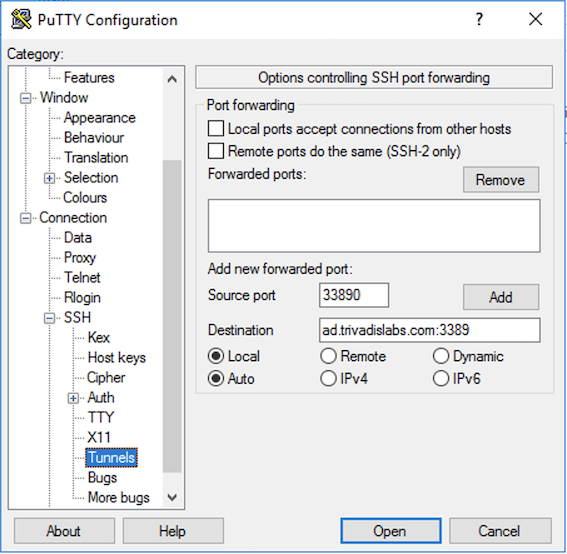 PuTTY Configuration
?
Category:
Features
Window
Appearance
Behaviour
Translation
Selection
Colours
Connection
Data
Proxy
Telnet
Rlogin
SSH
Kex
Host keys
Cipher
Auth
TTY
X11
Tunnels
Bugs
More bugs
Options controlling SSH port forwarding
Port forwarding
Local ports accept connections from other hosts
Remote ports do the same (SSH-2 only)
Forwarded ports:
Remove
Add new forwarded port:
Source port 33890 Add
Destination ad.trivadislabs.com:3389
Local Remote Dynamic
Auto IPv4 IPv6
About Help Open Cancel